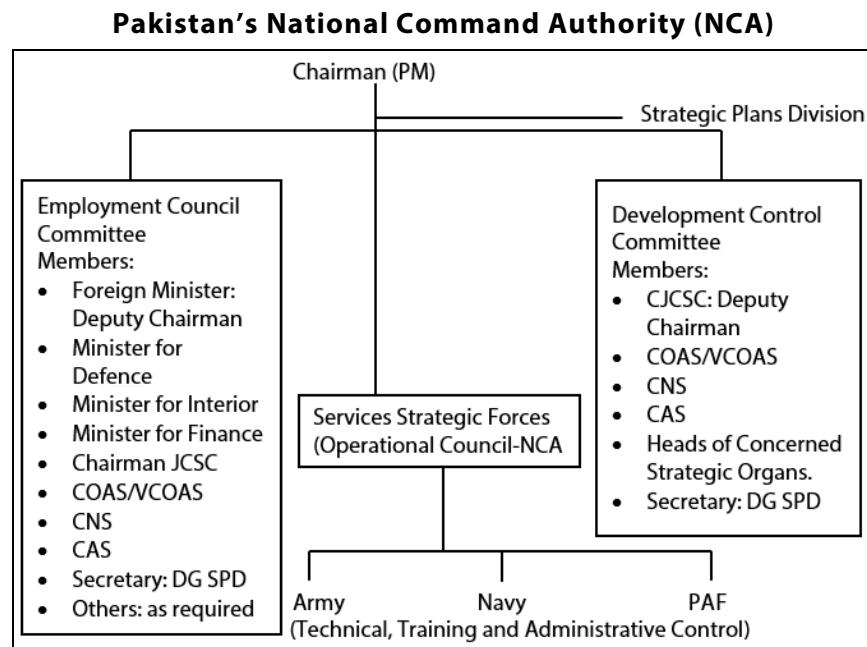 Pakistan’s National Command Authority (NCA)
Chairman (PM)
Strategic Plans Division
Employment Council
Committee
Members:
• Foreign Minister:
Deputy Chairman
• Minister for
Defence
• Minister for Interior
• Minister for Finance
• Chairman JCSC
• COAS/VCOAS
• CNS
• CAS
• Secretary: DG SPD
• Others: as required
Services Strategic Forces
(Operational Council-NCA
Development Control
Committee
Members:
• CJCSC: Deputy
Chairman
• COAS/VCOAS
• CNS
• CAS
• Heads of Concerned
Strategic Organs.
• Secretary: DG SPD
Army Navy PAF
(Technical, Training and Administrative Control)